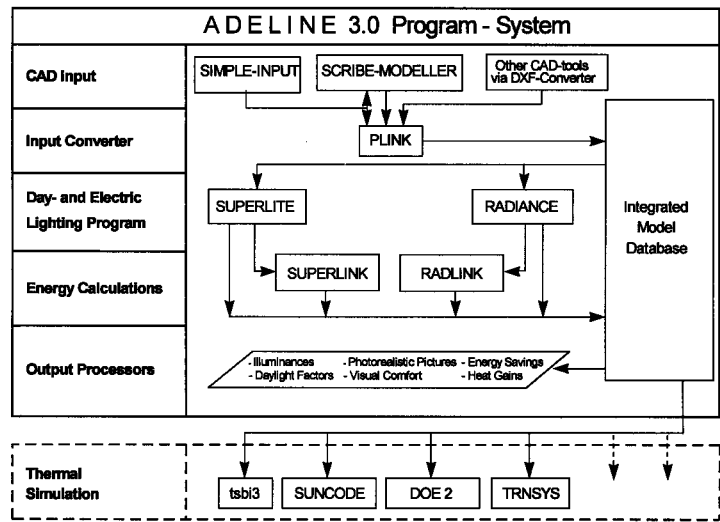 ADELINE 3.0 Program - System
CAD Input
SIMPLE-INPUT
SCRIBE-MODELLER
Other CAD-tools
via DXF-Converter
Input Converter
PLINK
Day- and Electric
Lighting Program
SUPERLITE
RADIANCE
Integrated
Model
Database
SUPERLINK
RADLINK
Energy Calculations
Output Processors
- Illuminances
- Photorealistic Pictures
- Energy Savings
- Daylight Factors
- Visual Comfort
- Heat Gains
Thermal
Simulation
tsbi3
SUNCODE
DOE 2
TRNSYS